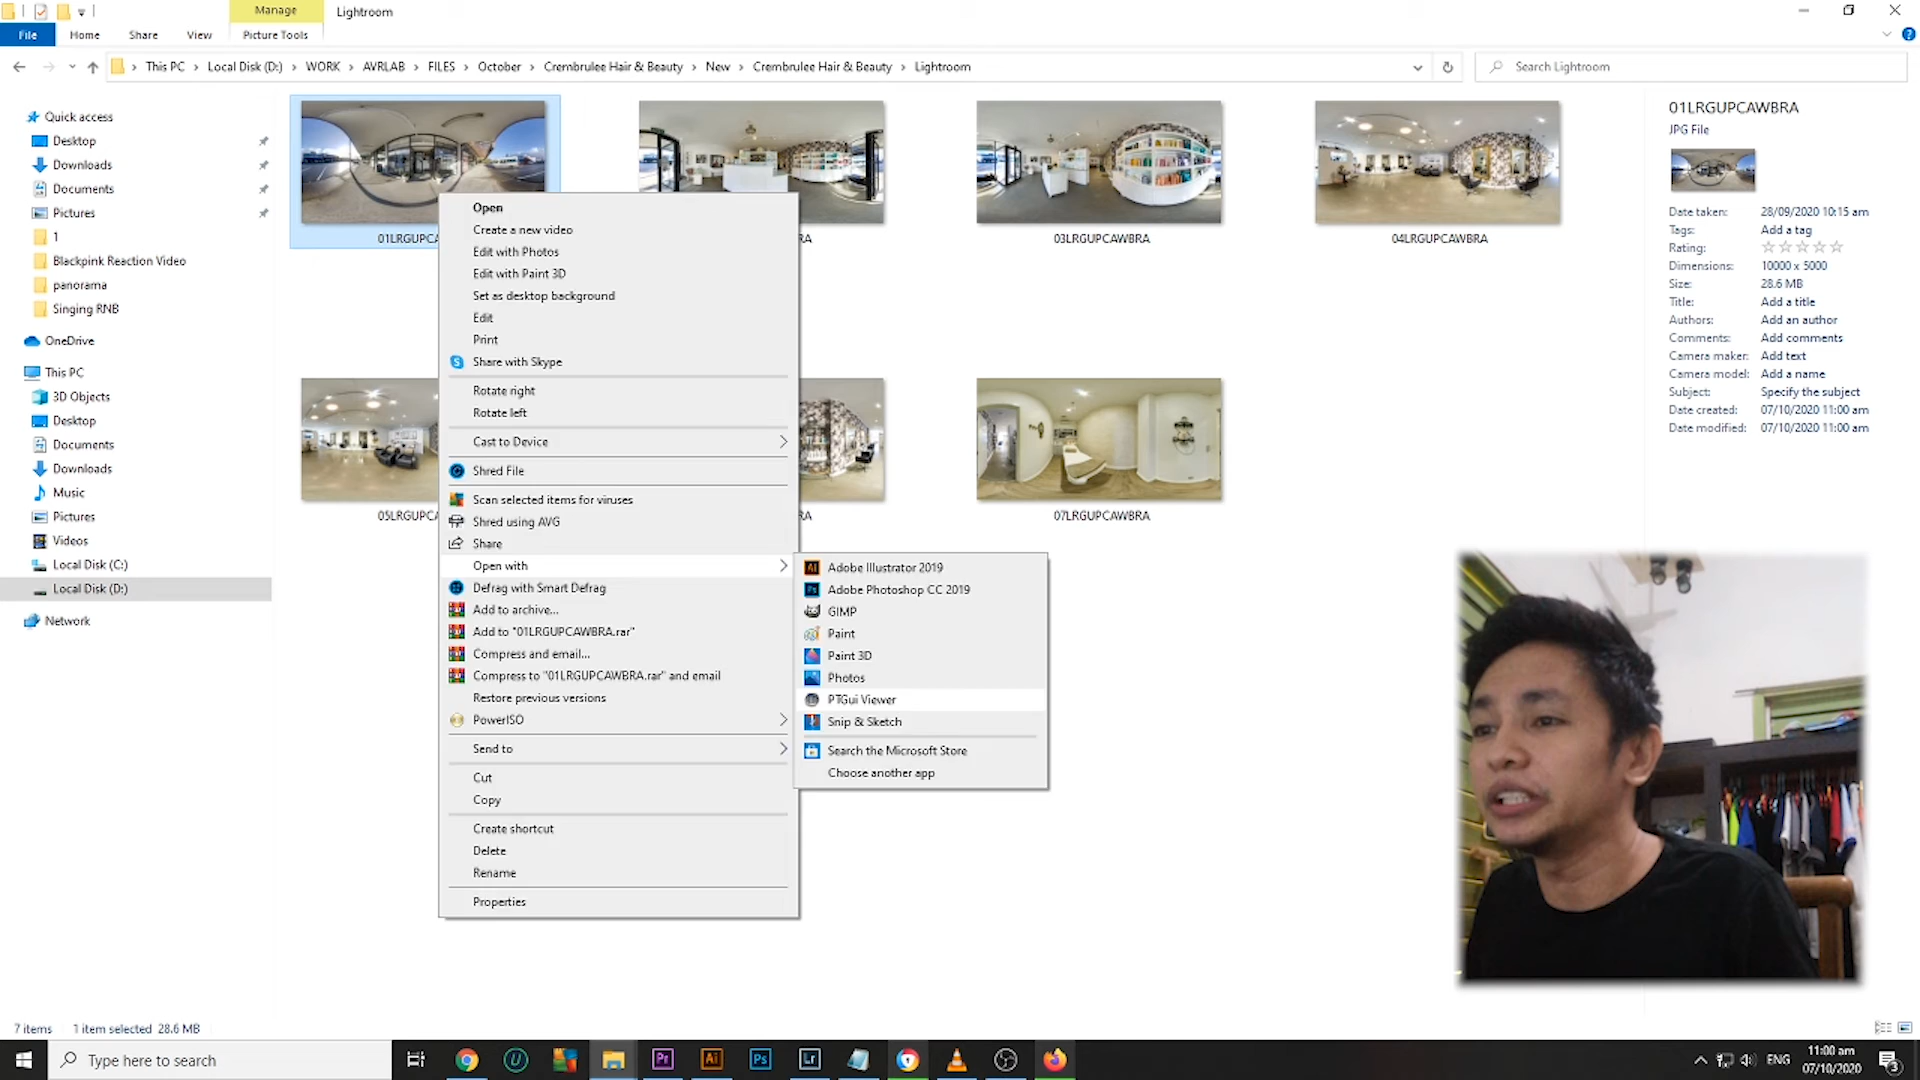 Manage
Lightroom
File
Home
Share
View
Picture Tools
This PC
Local Disk (D:)
WORK
AVRLAB
FILES
October
Crembrulee Hair & Beauty
New
Crembrulee Hair & Beauty
Lightroom
Search Lightroom
Quick access
Desktop
Downloads
Documents
Pictures
1
Blackpink Reaction Video
panorama
Singing RNB
OneDrive
This PC
3D Objects
Desktop
Documents
Downloads
Music
Pictures
Videos
Local Disk (C:)
Local Disk (D:)
Network
01LRGUPCA
RA
03LRGUPCAWBRA
04LRGUPCAWBRA
05LRGUPCA
RA
07LRGUPCAWBRA
Open
Create a new video
Edit with Photos
Edit with Paint 3D
Set as desktop background
Edit
Print
Share with Skype
Rotate right
Rotate left
Cast to Device
Shred File
Scan selected items for viruses
Shred using AVG
Share
Open with
Defrag with Smart Defrag
Add to archive...
Add to "01LRGUPCAWBRA.rar"
Compress and email...
Compress to "01LRGUPCAWBRA.rar" and email
Restore previous versions
PowerISO
Send to
Cut
Copy
Create shortcut
Delete
Rename
Properties
Adobe Illustrator 2019
Adobe Photoshop CC 2019
GIMP
Paint
Paint 3D
Photos
PTGui Viewer
Snip & Sketch
Search the Microsoft Store
Choose another app
01LRGUPCAWBRA
JPG File
Date taken: 28/09/2020 10:15 am
Tags: Add a tag
Rating:
Dimensions: 10000 x 5000
Size: 28.6 MB
Title: Add a title
Authors: Add an author
Comments: Add comments
Camera maker: Add text
Camera model: Add a name
Subject: Specify the subject
Date created: 07/10/2020 11:00 am
Date modified: 07/10/2020 11:00 am
7 items 1 item selected 28.6 MB
Type here to search
Pr
Ai
Ps
Lr
ENG
11:00 am
07/10/2020
3